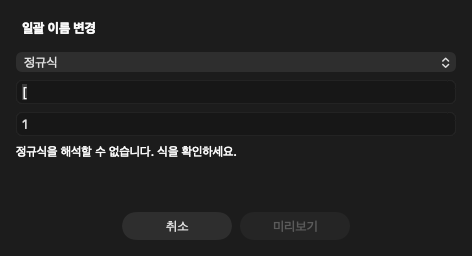 일괄 이름 변경
정규식
[
1
정규식을 해석할 수 없습니다. 식을 확인하세요.
취소
미리보기